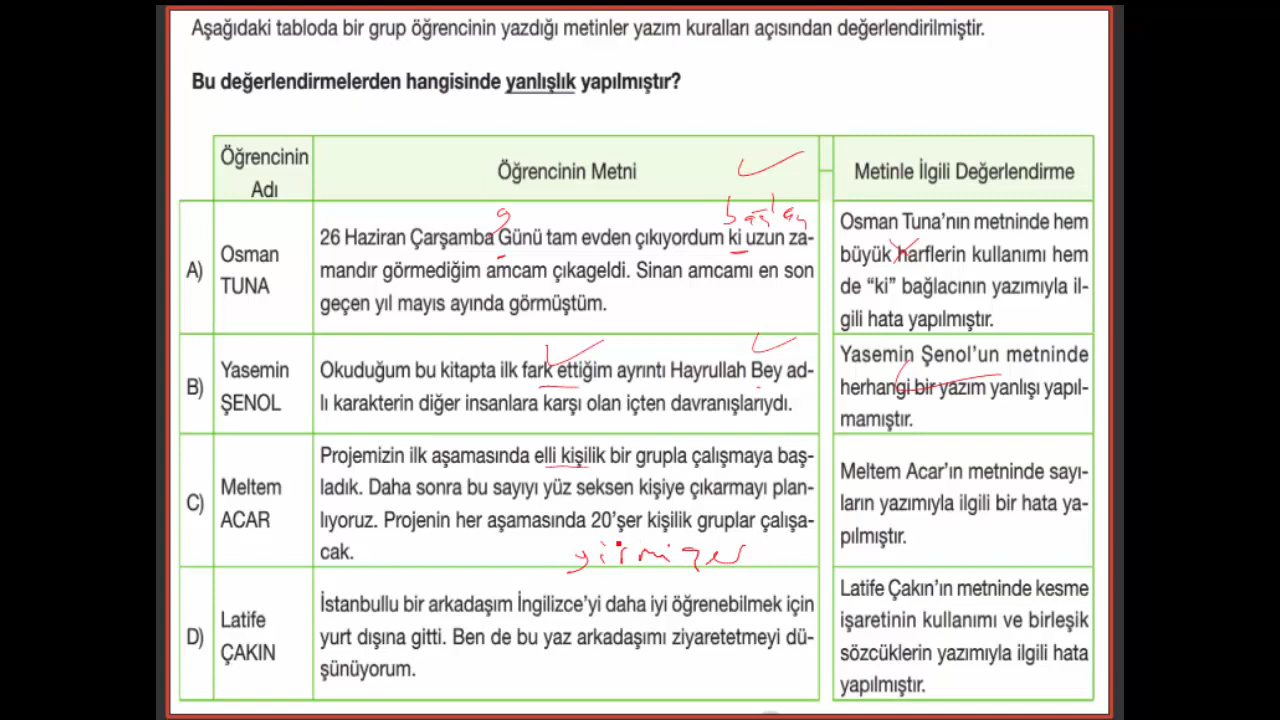 Aşağıdaki tabloda bir grup öğrencinin yazdığı metinler yazım kuralları açısından değerlendirilmiştir.
Bu değerlendirmelerden hangisinde yanlışlık yapılmıştır?
Öğrencinin
Adı
Öğrencinin Metni
Metinle İlgili Değerlendirme
g
bağlaç
A)
Osman
TUNA
26 Haziran Çarşamba Günü tam evden çıkıyordum ki uzun za-
mandır görmediğim amcam çıkageldi. Sinan amcamı en son
geçen yıl mayıs ayında görmüştüm.
Osman Tuna'nın metninde hem
büyük harflerin kullanımı hem
de "ki" bağlacının yazımıyla il-
gili hata yapılmıştır.
B)
Yasemin
ŞENOL
Okuduğum bu kitapta ilk fark ettiğim ayrıntı Hayrullah Bey ad-
lı karakterin diğer insanlara karşı olan içten davranışlarıydı.
Yasemin Şenol'un metninde
herhangi bir yazım yanlışı yapıl-
mamıştır.
C)
Meltem
ACAR
Projemizin ilk aşamasında elli kişilik bir grupla çalışmaya baş-
ladık. Daha sonra bu sayıyı yüz seksen kişiye çıkarmayı plan-
lıyoruz. Projenin her aşamasında 20'şer kişilik gruplar çalışa-
cak.
yirmişer
Meltem Acar'ın metninde sayı-
ların yazımıyla ilgili bir hata ya-
pılmıştır.
D)
Latife
ÇAKIN
İstanbullu bir arkadaşım İngilizce'yi daha iyi öğrenebilmek için
yurt dışına gitti. Ben de bu yaz arkadaşımı ziyaretetmeyi dü-
şünüyorum.
Latife Çakın'ın metninde kesme
işaretinin kullanımı ve birleşik
sözcüklerin yazımıyla ilgili hata
yapılmıştır.